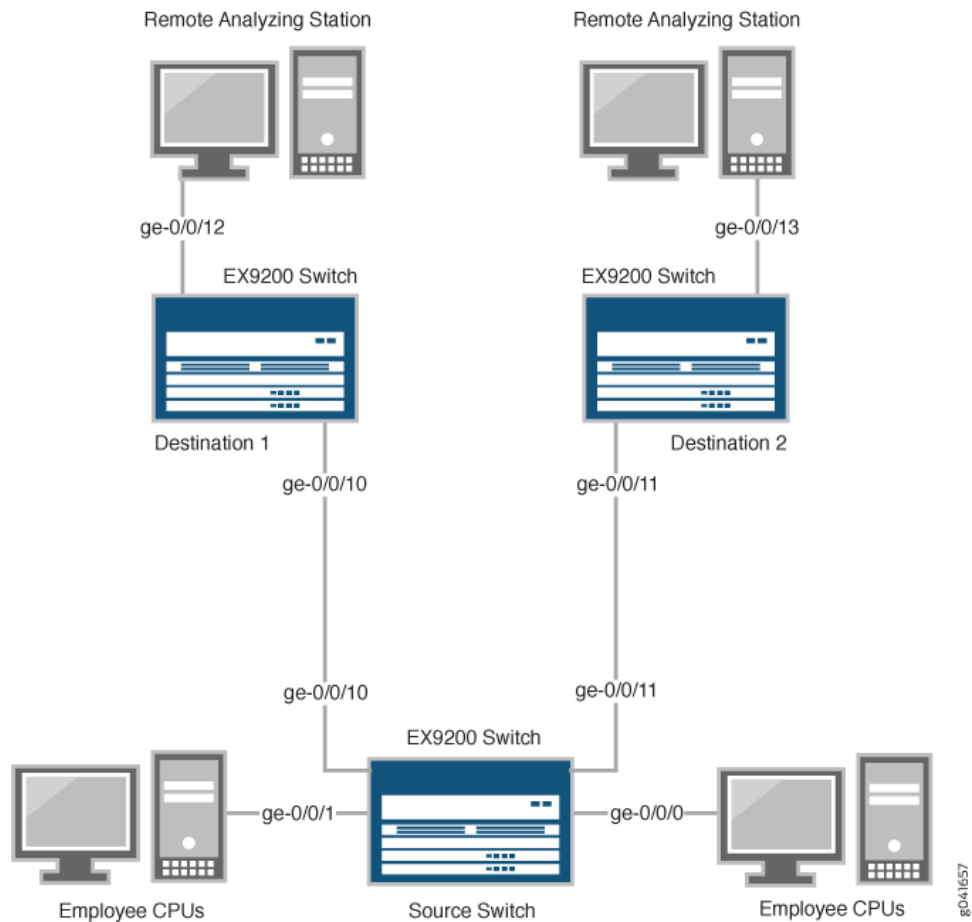 Remote Analyzing Station
Remote Analyzing Station
ge-0/0/12
ge-0/0/13
EX9200 Switch
EX9200 Switch
Destination 1
Destination 2
ge-0/0/10
ge-0/0/11
ge-0/0/10
ge-0/0/11
EX9200 Switch
ge-0/0/1
ge-0/0/0
Employee CPUs
Source Switch
Employee CPUs
g041657